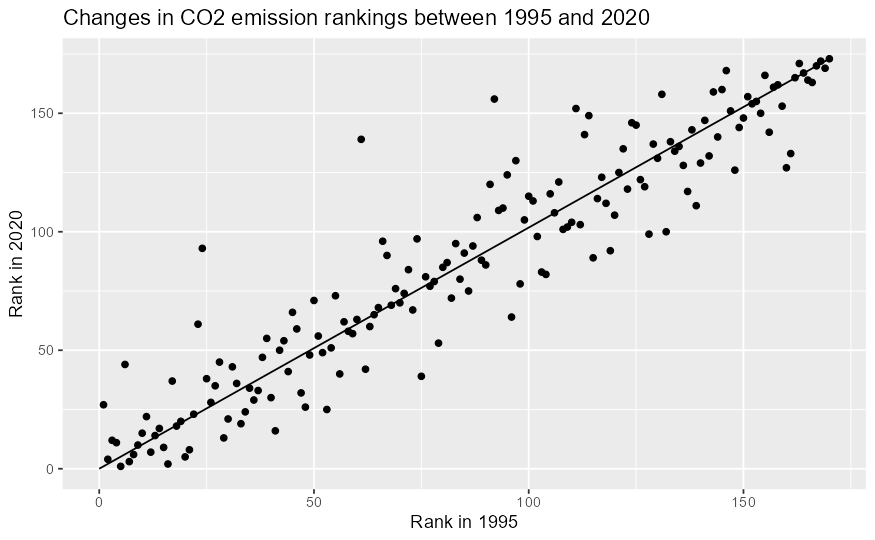 Changes in CO2 emission rankings between 1995 and 2020
Rank in 2020
150
100
50
0
0 50 100 150
Rank in 1995